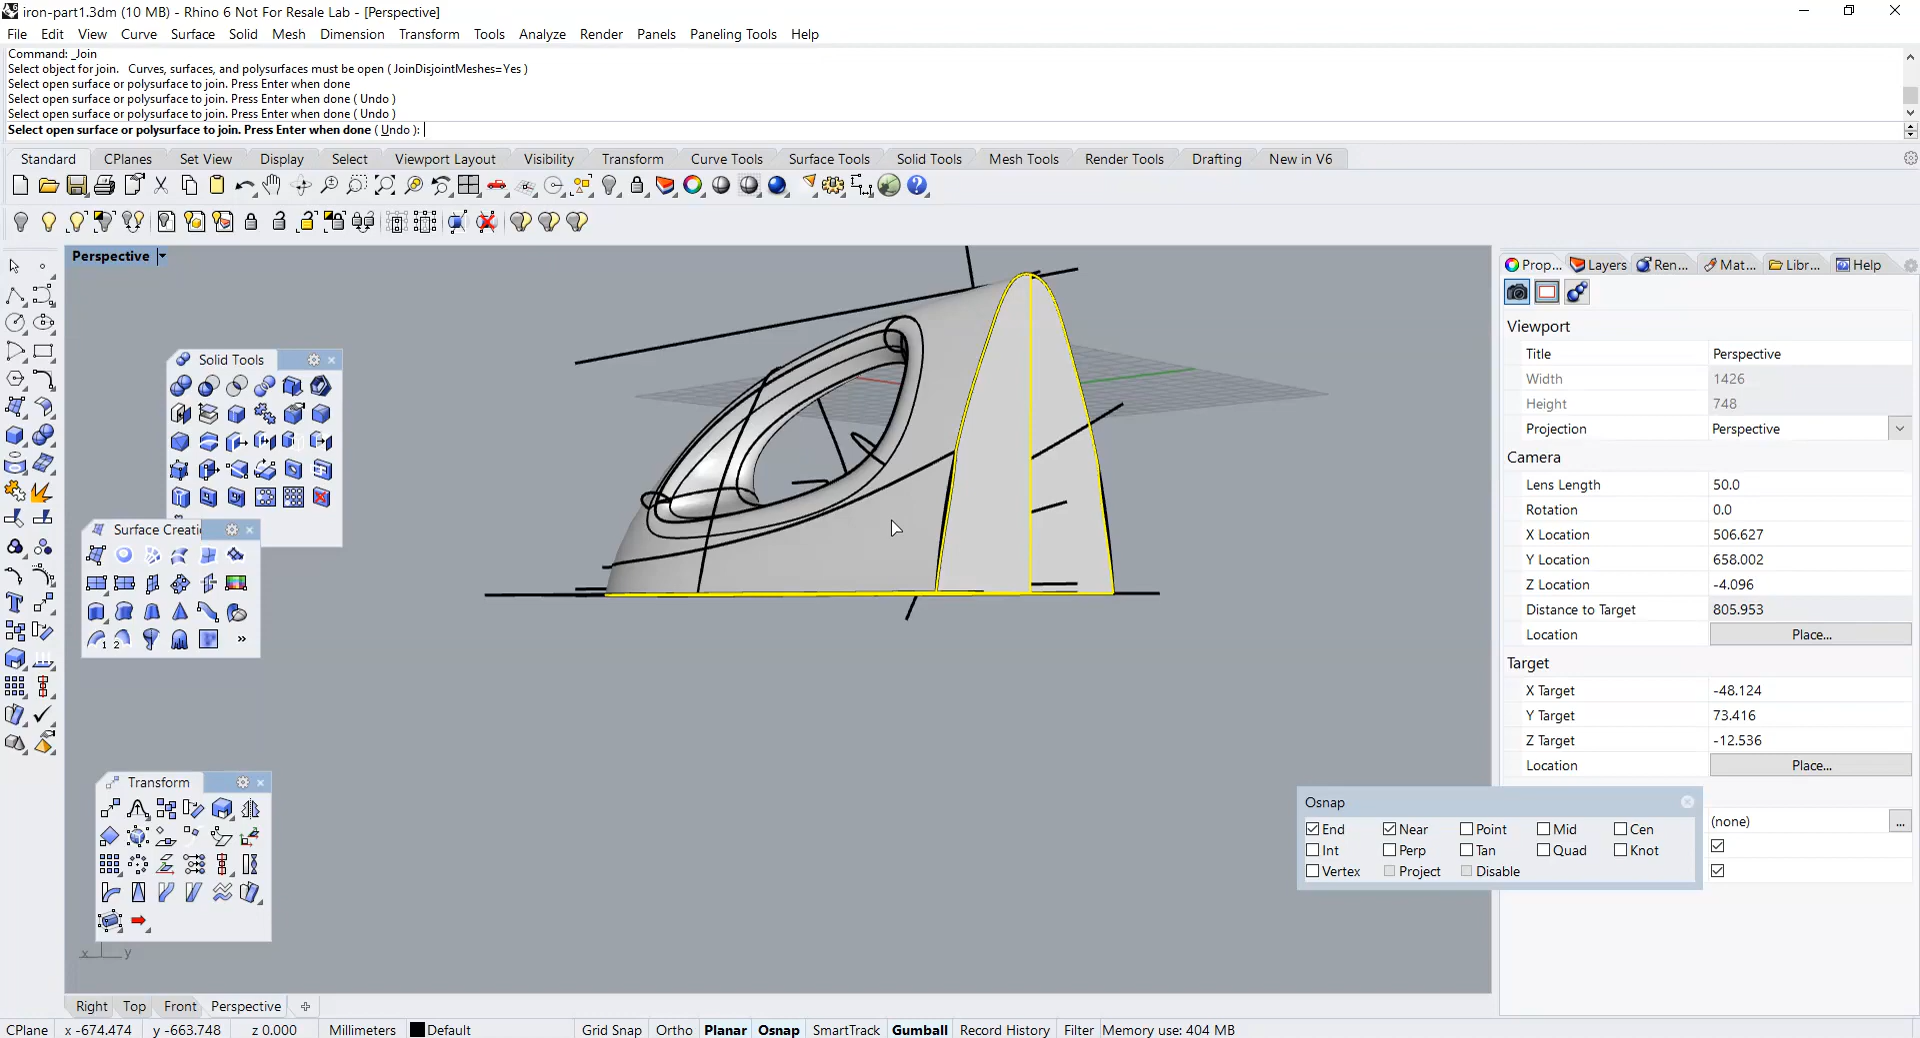 iron-part1.3dm (10 MB) - Rhino 6 Not For Resale Lab - [Perspective]
File Edit View Curve Surface Solid Mesh Dimension Transform Tools Analyze Render Panels Paneling Tools Help
Command: _Join
Select object for join. Curves, surfaces, and polysurfaces must be open ( JoinDisjointMeshes=Yes )
Select open surface or polysurface to join. Press Enter when done
Select open surface or polysurface to join. Press Enter when done ( Undo )
Select open surface or polysurface to join. Press Enter when done ( Undo )
Select open surface or polysurface to join. Press Enter when done ( Undo ):
Standard CPlanes Set View Display Select Viewport Layout Visibility Transform Curve Tools Surface Tools Solid Tools Mesh Tools Render Tools Drafting New in V6
Perspective
Prop... Layers Ren... Mat... Libr... Help
Viewport
Title Perspective
Width 1426
Height 748
Projection Perspective
Camera
Lens Length 50.0
Rotation 0.0
X Location 506.627
Y Location 658.002
Z Location -4.096
Distance to Target 805.953
Location Place...
Target
X Target -48.124
Y Target 73.416
Z Target -12.536
Location Place...
(none) ...
Solid Tools
Surface Creati
1 2 »
Transform
Osnap
End Near Point Mid Cen
Int Perp Tan Quad Knot
Vertex Project Disable
x y
Right Top Front Perspective
CPlane x -674.474 y -663.748 z 0.000 Millimeters Default Grid Snap Ortho Planar Osnap SmartTrack Gumball Record History Filter Memory use: 404 MB